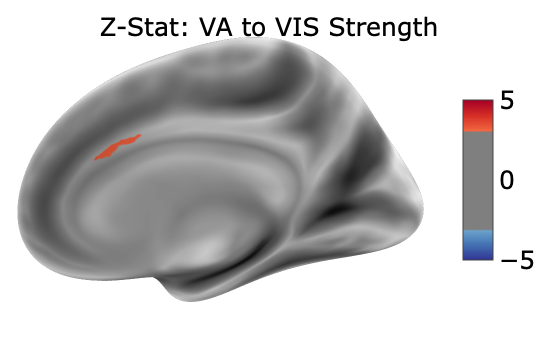 Z-Stat: VA to VIS Strength
5
0
−5